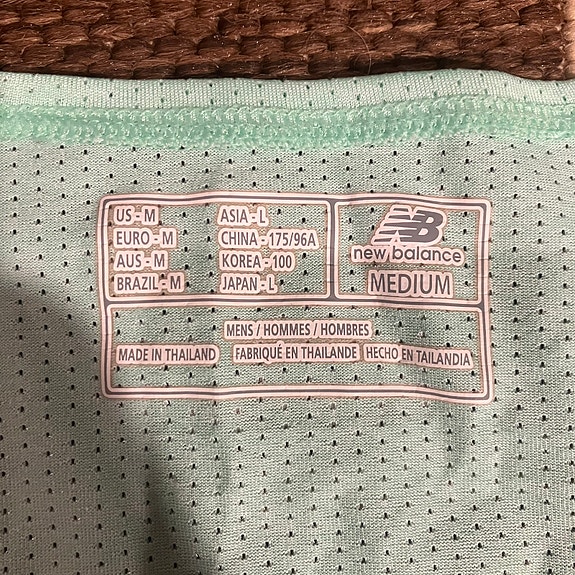 US - M ASIA - L
EURO - M CHINA - 175/96A
AUS - M KOREA - 100
BRAZIL - M JAPAN - L
NB
new balance
MEDIUM
MENS / HOMMES / HOMBRES
MADE IN THAILAND FABRIQUÉ EN THAILANDE HECHO EN TAILANDIA